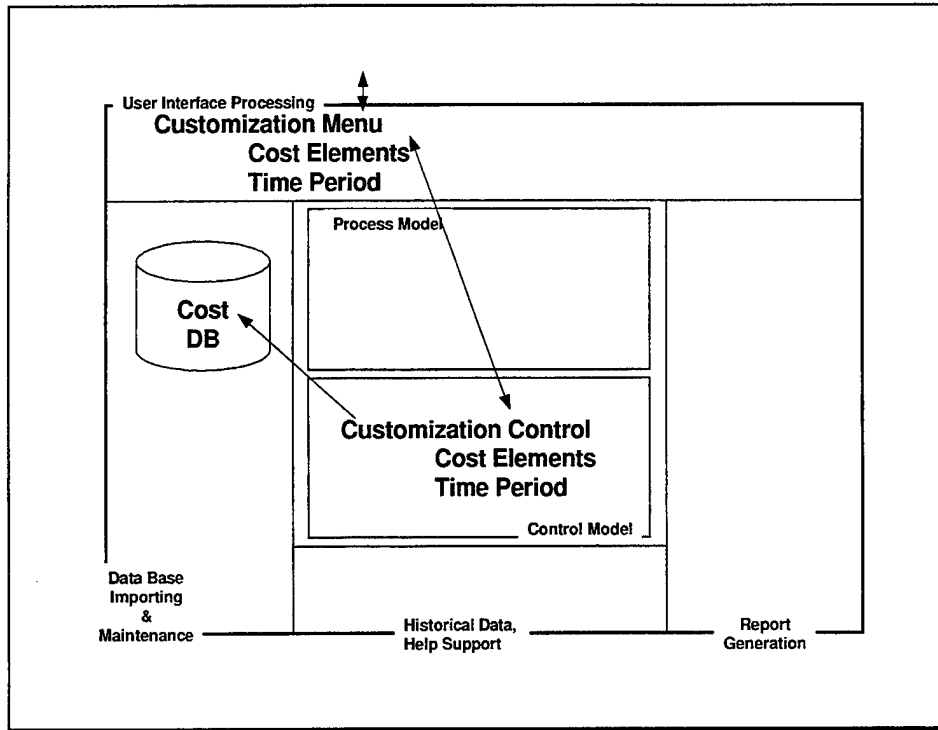 User Interface Processing
Customization Menu
Cost Elements
Time Period
Process Model
Cost
DB
Customization Control
Cost Elements
Time Period
Control Model
Data Base
Importing
&
Maintenance
Historical Data,
Help Support
Report
Generation